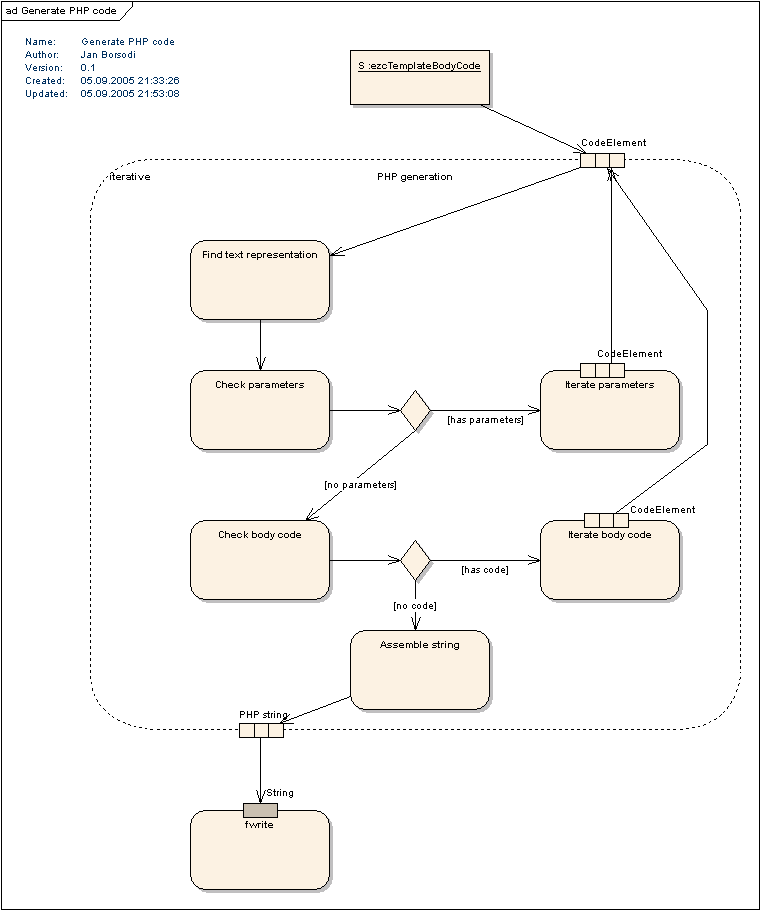 ad Generate PHP code
Name: Generate PHP code
Author: Jan Borsodi
Version: 0.1
Created: 05.09.2005 21:33:26
Updated: 05.09.2005 21:53:08
S :ezcTemplateBodyCode
CodeElement
iterative
PHP generation
Find text representation
CodeElement
Check parameters
Iterate parameters
[has parameters]
[no parameters]
CodeElement
Check body code
Iterate body code
[has code]
[no code]
Assemble string
PHP string
String
fwrite